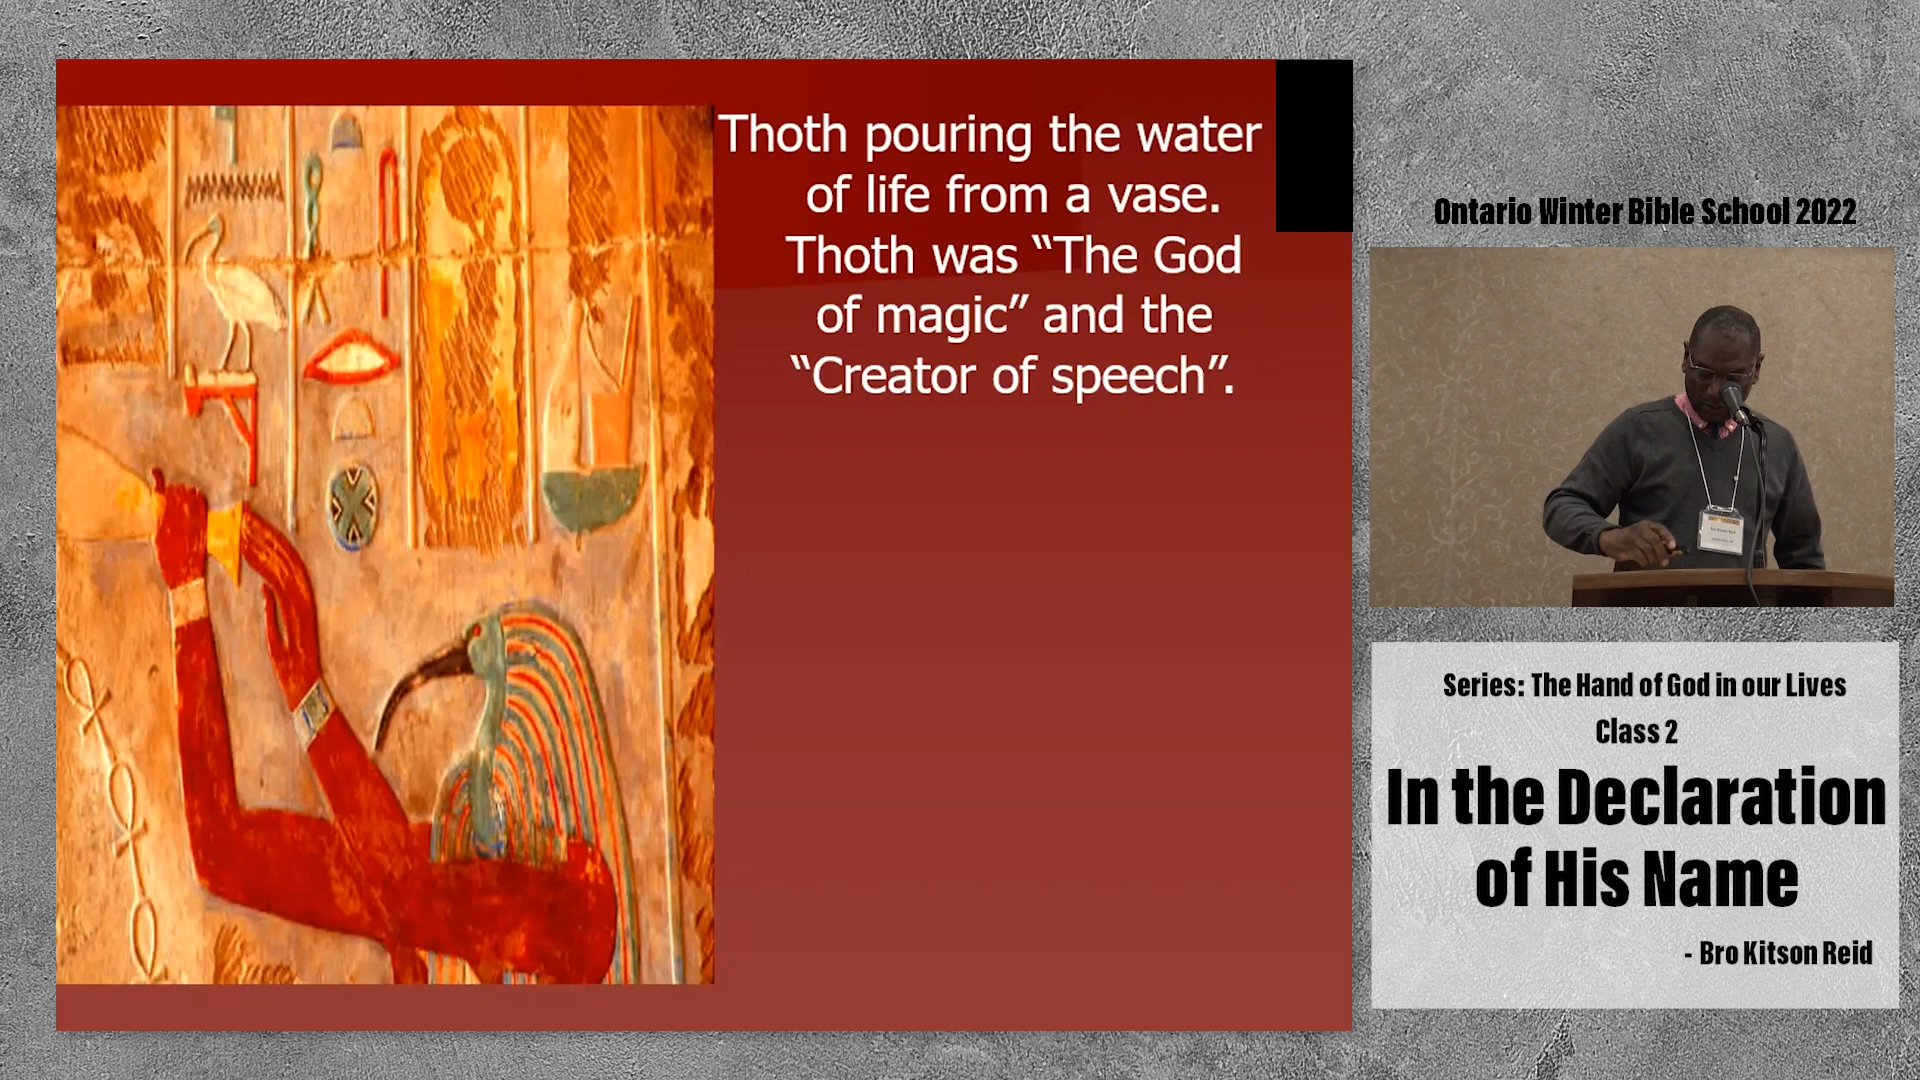 Thoth pouring the water
of life from a vase.
Thoth was “The God
of magic” and the
“Creator of speech”.
Ontario Winter Bible School 2022
Series: The Hand of God in our Lives
Class 2
In the Declaration
of His Name
- Bro Kitson Reid